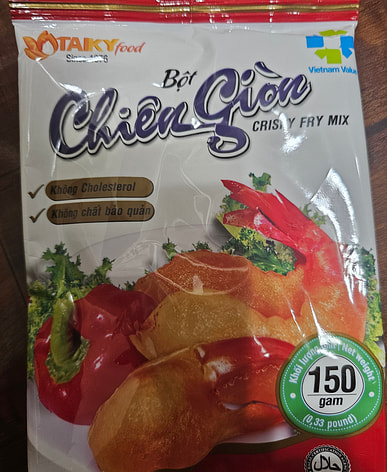 TAIKY food
Since 1976
Vietnam Value
Bột
Chiên Giòn
CRISPY FRY MIX
Không Cholesterol
Không chất bảo quản
Khối lượng tịnh/ Net weight
150
gam
(0,33 pound)
HALAL